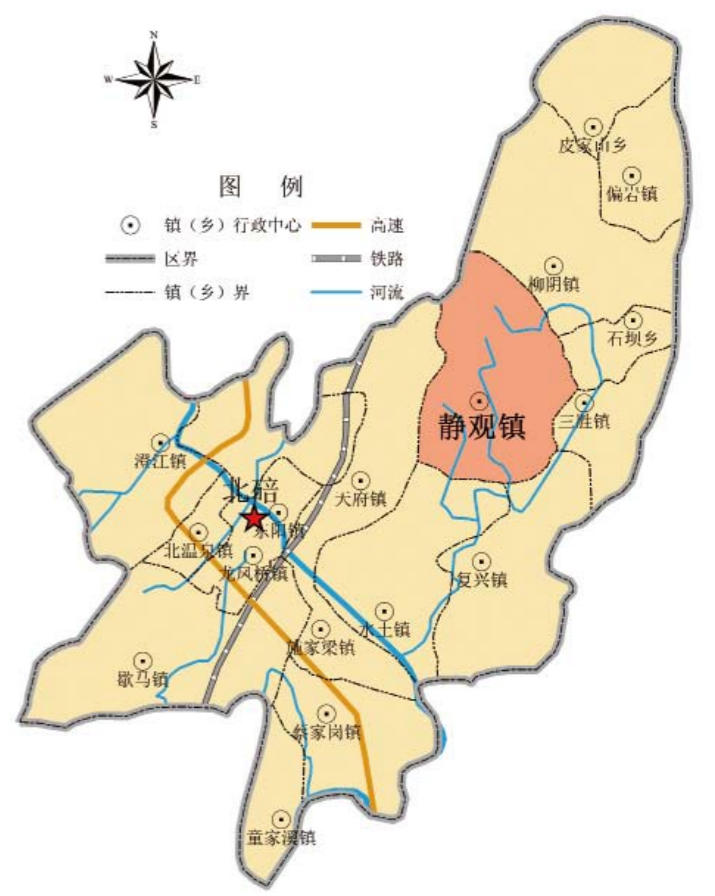 N
W
E
S
图 例
镇（乡）行政中心
高速
区界
铁路
镇（乡）界
河流
皮家山乡
偏岩镇
柳阴镇
石坝乡
静观镇
三胜镇
澄江镇
北碚
天府镇
东阳镇
北温泉镇
龙凤桥镇
复兴镇
水土镇
施家梁镇
歇马镇
蔡家岗镇
童家溪镇